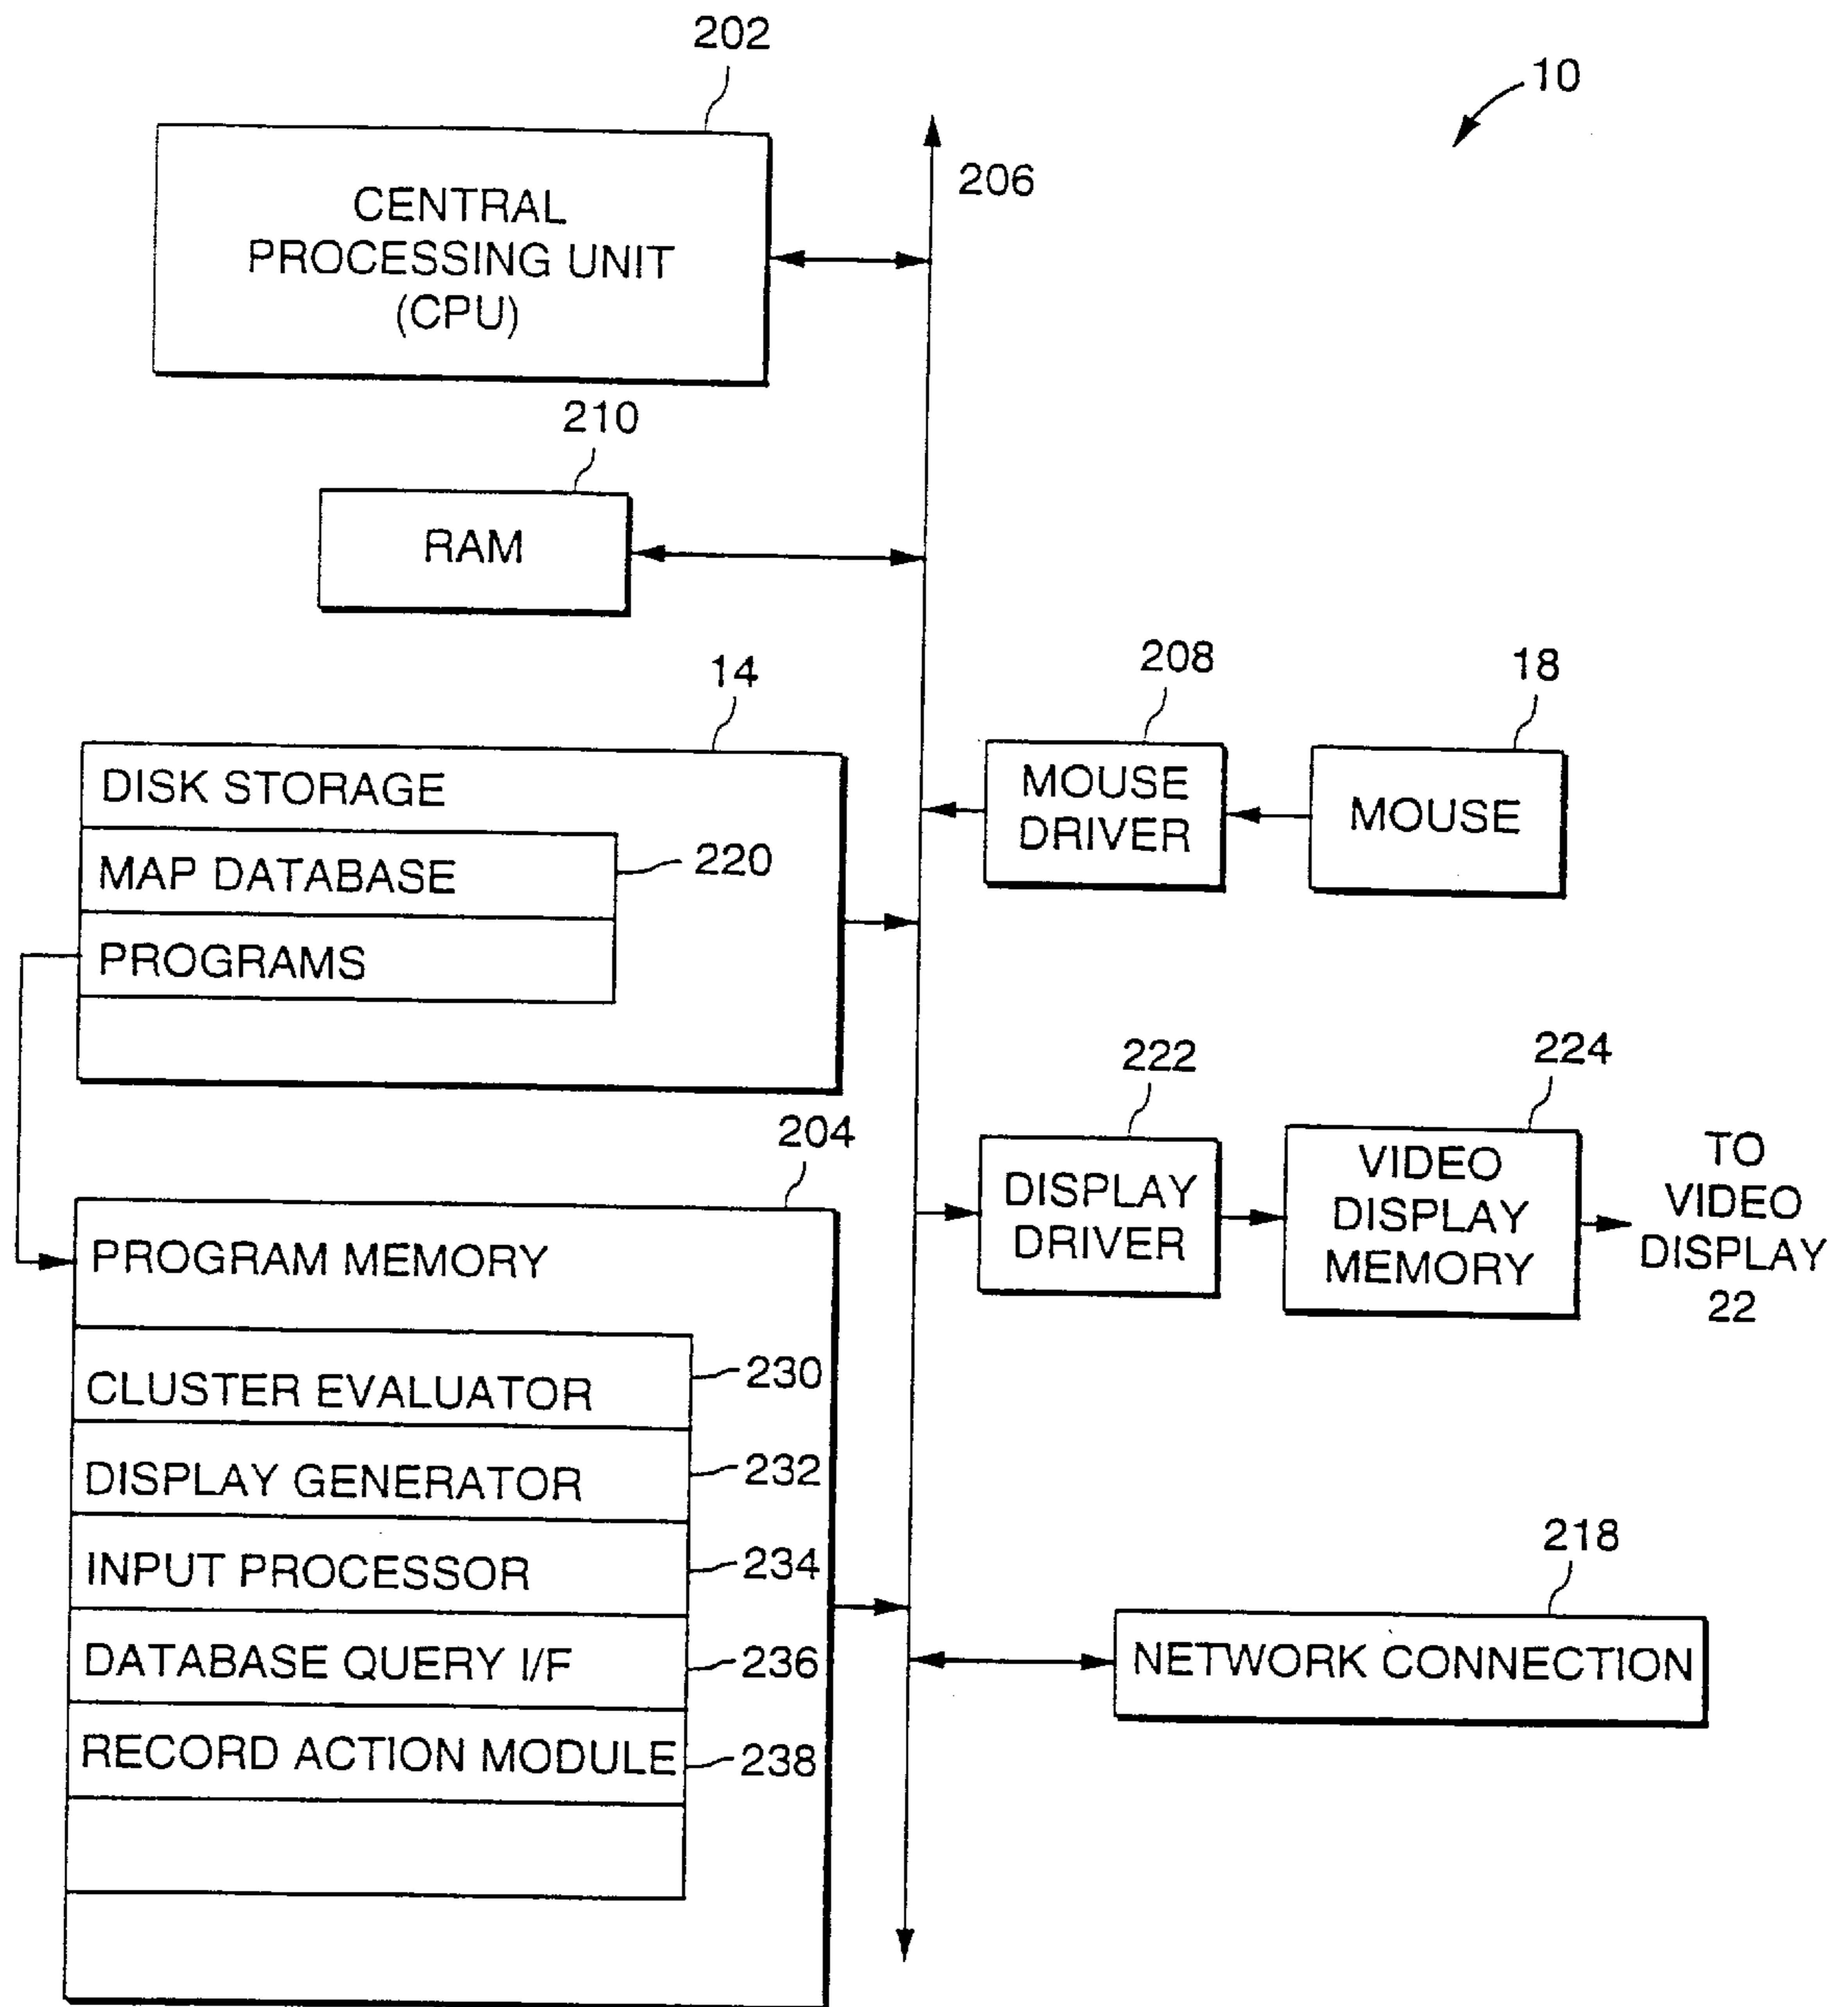 202
10
206
CENTRAL
PROCESSING UNIT
(CPU)
210
RAM
14
208
18
DISK STORAGE
MAP DATABASE
220
PROGRAMS
MOUSE
DRIVER
MOUSE
222
224
204
DISPLAY
DRIVER
VIDEO
DISPLAY
MEMORY
TO
VIDEO
DISPLAY
22
PROGRAM MEMORY
CLUSTER EVALUATOR
230
DISPLAY GENERATOR
232
INPUT PROCESSOR
234
DATABASE QUERY I/F
236
RECORD ACTION MODULE
238
218
NETWORK CONNECTION